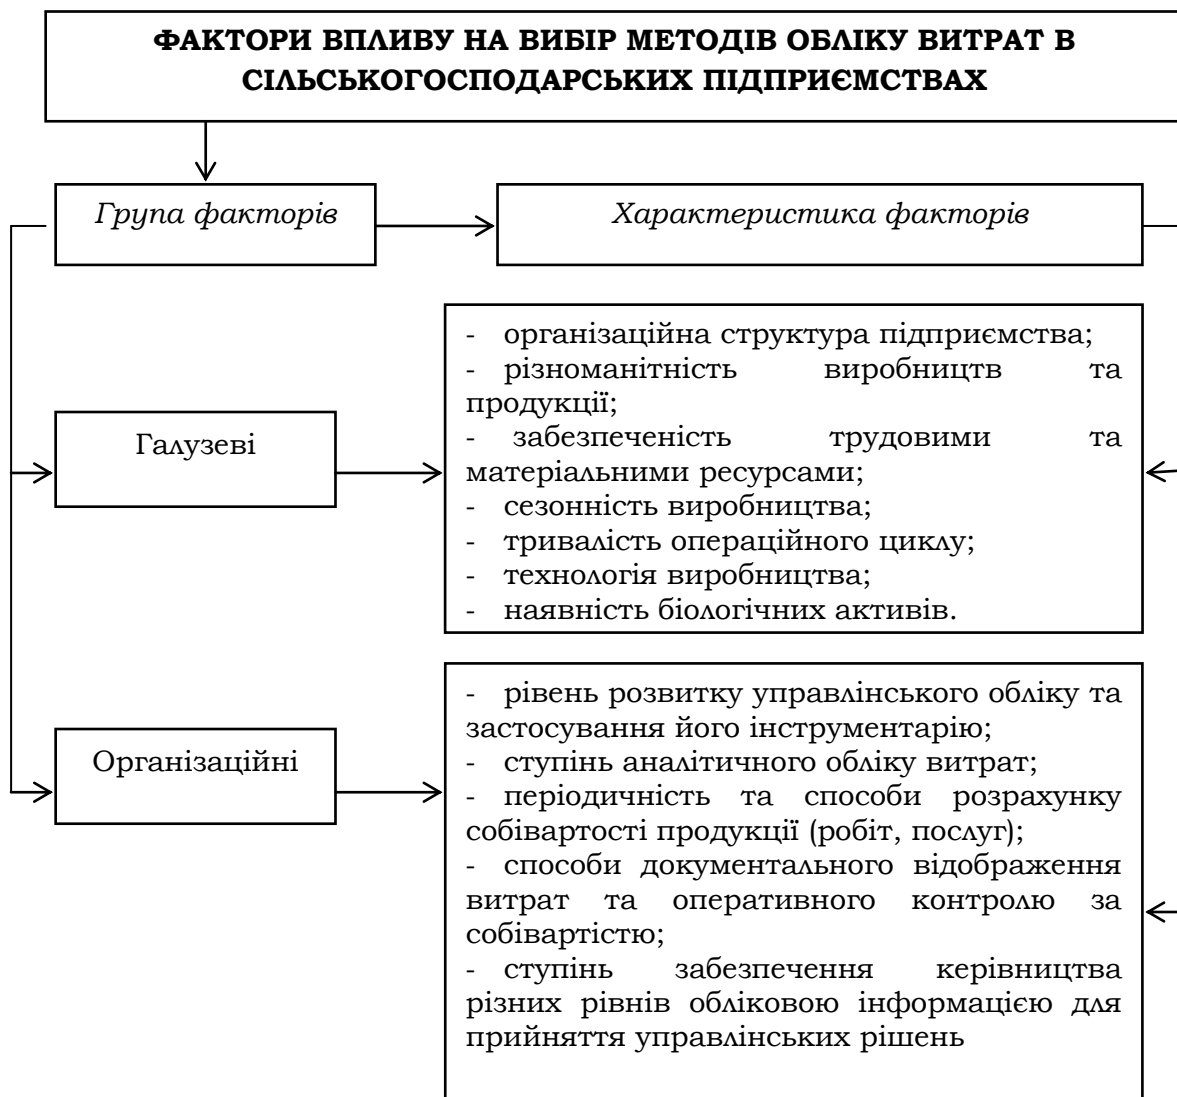 ФАКТОРИ ВПЛИВУ НА ВИБІР МЕТОДІВ ОБЛІКУ ВИТРАТ В
СІЛЬСЬКОГОСПОДАРСЬКИХ ПІДПРИЄМСТВАХ
Група факторів
Характеристика факторів
Галузеві
- організаційна структура підприємства;
- різноманітність виробництв та
продукції;
- забезпеченість трудовими та
матеріальними ресурсами;
- сезонність виробництва;
- тривалість операційного циклу;
- технологія виробництва;
- наявність біологічних активів.
Організаційні
- рівень розвитку управлінського обліку та
застосування його інструментарію;
- ступінь аналітичного обліку витрат;
- періодичність та способи розрахунку
собівартості продукції (робіт, послуг);
- способи документального відображення
витрат та оперативного контролю за
собівартістю;
- ступінь забезпечення керівництва
різних рівнів обліковою інформацією для
прийняття управлінських рішень